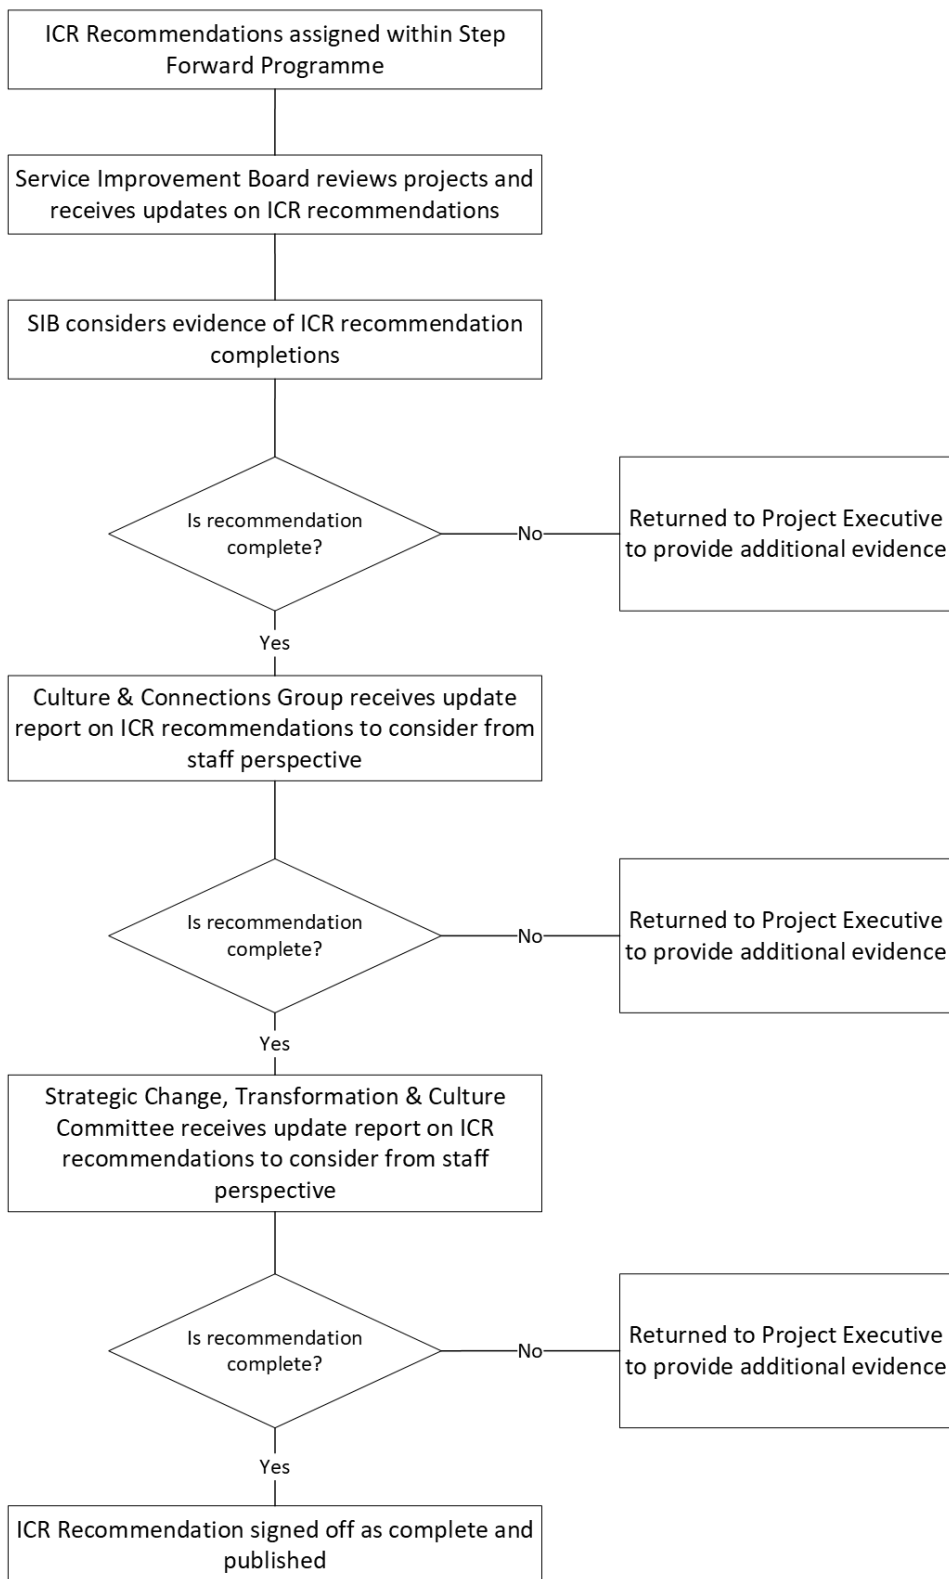 ICR Recommendations assigned within Step
Forward Programme
Service Improvement Board reviews projects and
receives updates on ICR recommendations
SIB considers evidence of ICR recommendation
completions
Is recommendation
complete?
No
Returned to Project Executive
to provide additional evidence
Yes
Culture & Connections Group receives update
report on ICR recommendations to consider from
staff perspective
Is recommendation
complete?
No
Returned to Project Executive
to provide additional evidence
Yes
Strategic Change, Transformation & Culture
Committee receives update report on ICR
recommendations to consider from staff
perspective
Is recommendation
complete?
No
Returned to Project Executive
to provide additional evidence
Yes
ICR Recommendation signed off as complete and
published